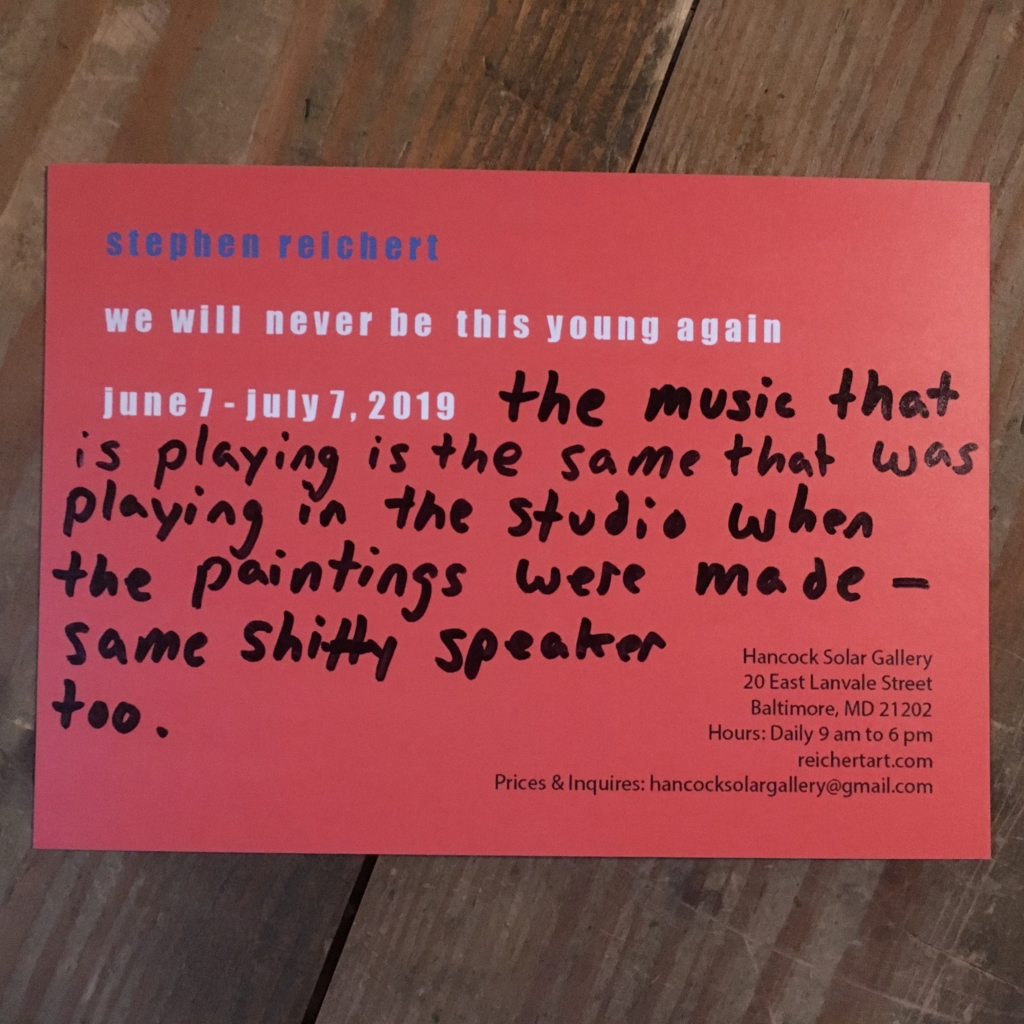 stephen reichert
we will never be this young again
june 7 - july 7, 2019 the music that
is playing is the same that was
playing in the studio when
the paintings were made –
same shitty speaker
too.
Hancock Solar Gallery
20 East Lanvale Street
Baltimore, MD 21202
Hours: Daily 9 am to 6 pm
reichertart.com
Prices & Inquires: hancocksolargallery@gmail.com